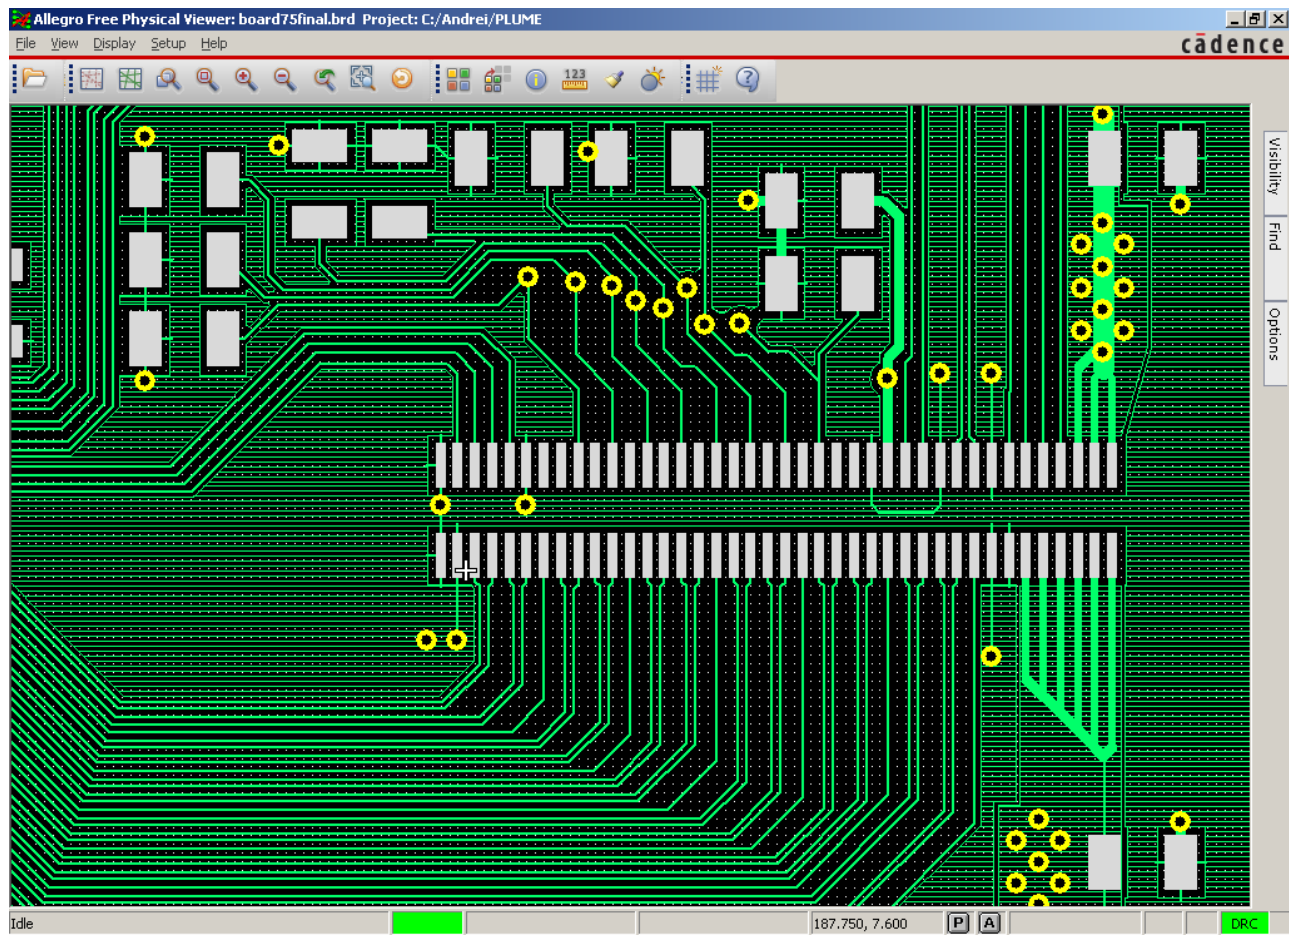 Allegro Free Physical Viewer: board75final.brd Project: C:/Andrei/PLUME
File View Display Setup Help
cādence
123
Visibility
Find
Options
Idle
187.750, 7.600
P
A
DRC